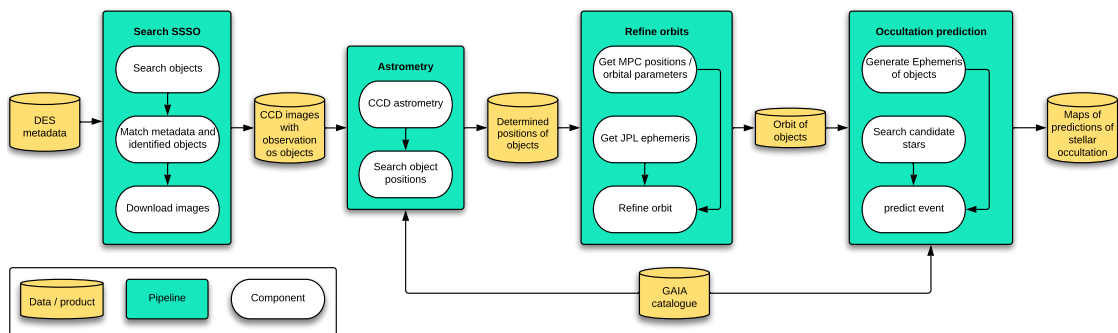 DES
metadata
Search SSSO
Search objects
Match metadata and
identified objects
Download images
CCD images
with
observation
os objects
Astrometry
CCD astrometry
Search object
positions
Determined
positions of
objects
Refine orbits
Get MPC positions /
orbital parameters
Get JPL ephemeris
Refine orbit
Orbit of
objects
Occultation prediction
Generate Ephemeris
of objects
Search candidate
stars
predict event
Maps of
predictions of
stellar
occultation
GAIA
catalogue
Data / product
Pipeline
Component